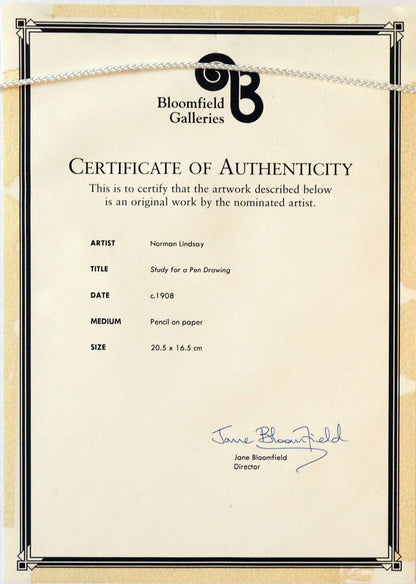 B
Bloomfield
Galleries
CERTIFICATE OF AUTHENTICITY
This is to certify that the artwork described below
is an original work by the nominated artist.
ARTIST Norman Lindsay
TITLE Study for a Pen Drawing
DATE c.1908
MEDIUM Pencil on paper
SIZE 20.5 x 16.5 cm
Jane Bloomfield
Jane Bloomfield
Director